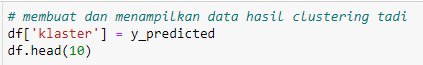 # membuat dan menampilkan data hasil clustering tadi
df['klaster'] = y_predicted
df.head(10)